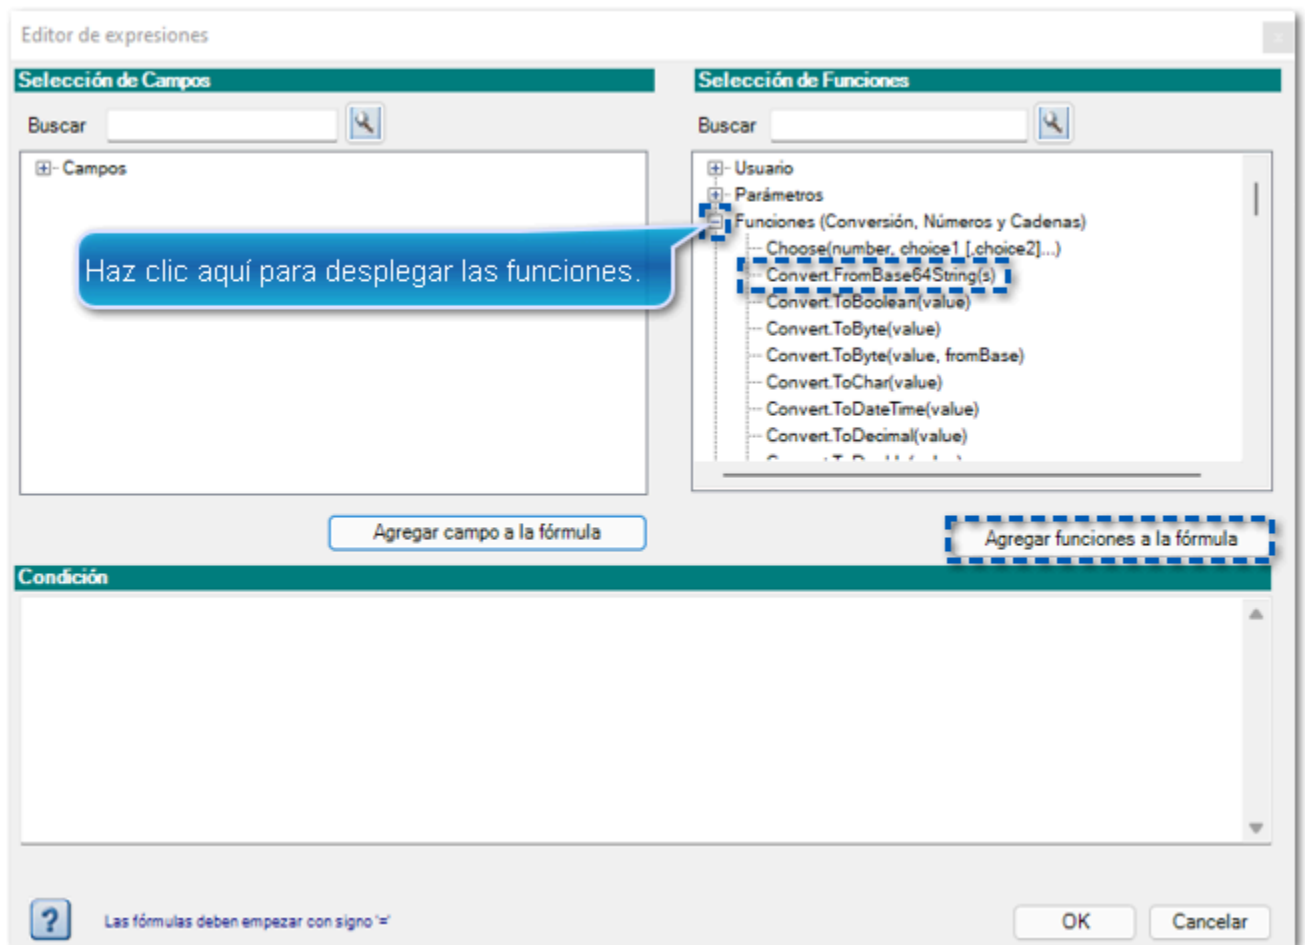 Editor de expresiones
Selección de Campos
Buscar
Campos
Selección de Funciones
Buscar
Usuario
Parámetros
Funciones (Conversión, Números y Cadenas)
Choose(number, choice1 [,choice2]...)
Convert.FromBase64String(s)
Convert.ToBoolean(value)
Convert.ToByte(value)
Convert.ToByte(value, fromBase)
Convert.ToChar(value)
Convert.ToDateTime(value)
Convert.ToDecimal(value)
Haz clic aquí para desplegar las funciones.
Agregar campo a la fórmula
Agregar funciones a la fórmula
Condición
?
Las fórmulas deben empezar con signo '='
OK
Cancelar